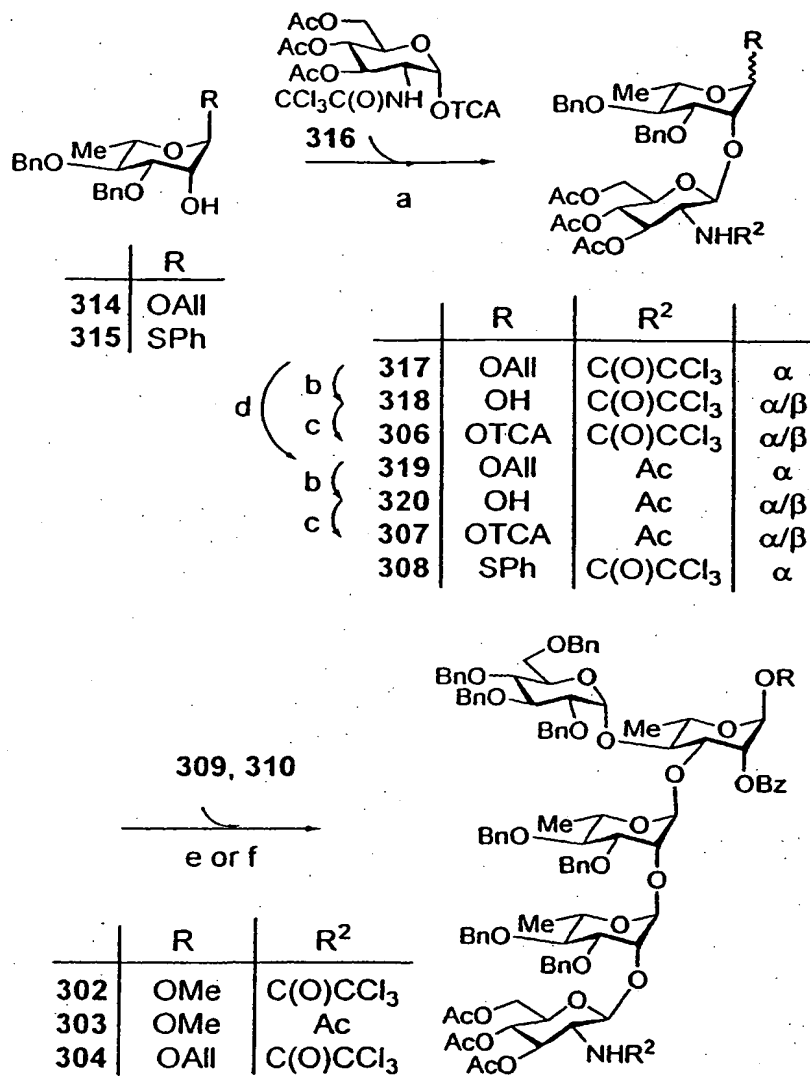 AcO
AcO
AcO
O
CCl3C(O)NH
OTCA
316
a
R
Me
O
BnO
BnO
OH
R
Me
O
BnO
BnO
O
AcO
O
AcO
AcO
NHR2
R
314 OAll
315 SPh
R R2
317 OAll C(O)CCl3 α
318 OH C(O)CCl3 α/β
306 OTCA C(O)CCl3 α/β
319 OAll Ac α
320 OH Ac α/β
307 OTCA Ac α/β
308 SPh C(O)CCl3 α
b
c
d
b
c
309, 310
e or f
OBn
BnO
O
BnO
BnO
O
OR
Me
O
O
OBz
Me
O
BnO
BnO
O
Me
O
BnO
BnO
O
AcO
O
AcO
AcO
NHR2
R R2
302 OMe C(O)CCl3
303 OMe Ac
304 OAll C(O)CCl3